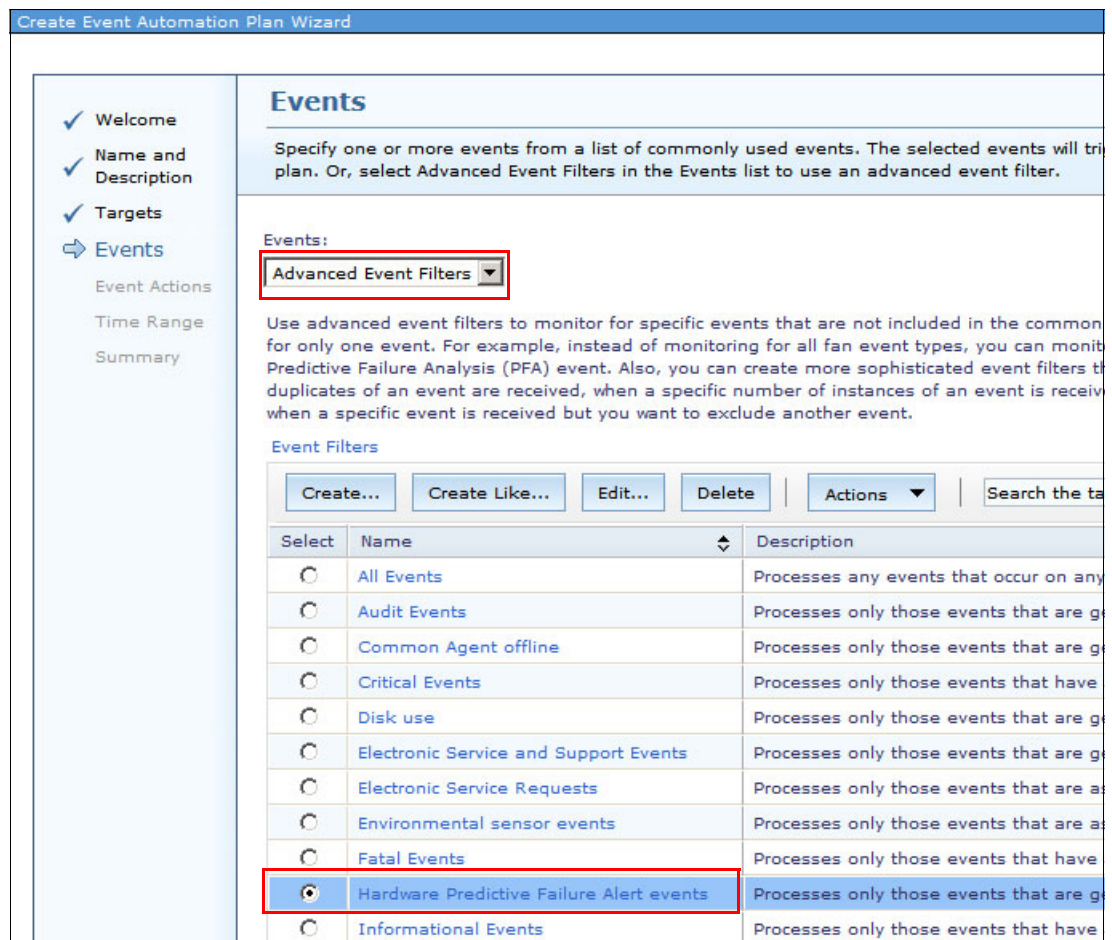 Create Event Automation Plan Wizard
Welcome
Name and
Description
Targets
Events
Event Actions
Time Range
Summary
Events
Specify one or more events from a list of commonly used events. The selected events will tri
plan. Or, select Advanced Event Filters in the Events list to use an advanced event filter.
Events:
Advanced Event Filters
Use advanced event filters to monitor for specific events that are not included in the common
for only one event. For example, instead of monitoring for all fan event types, you can monit
Predictive Failure Analysis (PFA) event. Also, you can create more sophisticated event filters th
duplicates of an event are received, when a specific number of instances of an event is receiv
when a specific event is received but you want to exclude another event.
Event Filters
Create... Create Like... Edit... Delete Actions Search the ta
Select Name Description
All Events Processes any events that occur on any
Audit Events Processes only those events that are ge
Common Agent offline Processes only those events that are ge
Critical Events Processes only those events that have
Disk use Processes only those events that are ge
Electronic Service and Support Events Processes only those events that are ge
Electronic Service Requests Processes only those events that are as
Environmental sensor events Processes only those events that are as
Fatal Events Processes only those events that have
Hardware Predictive Failure Alert events Processes only those events that are ge
Informational Events Processes only those events that have